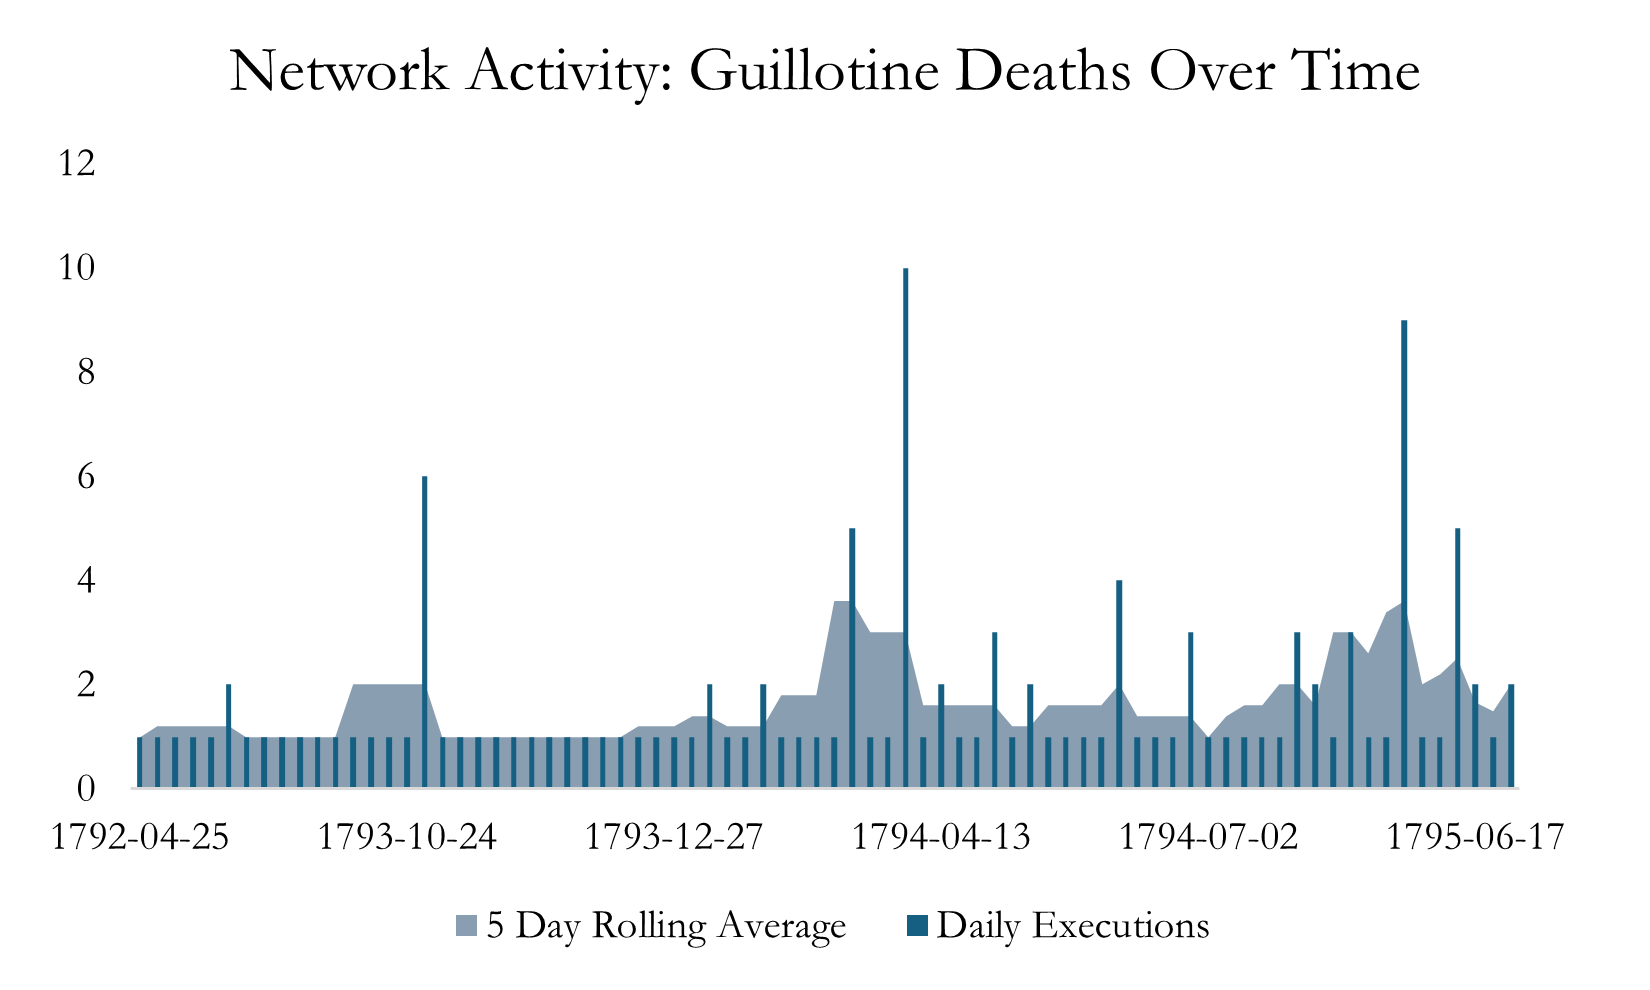 Network Activity: Guillotine Deaths Over Time
12
10
8
6
4
2
0
1792-04-25 1793-10-24 1793-12-27 1794-04-13 1794-07-02 1795-06-17
5 Day Rolling Average Daily Executions